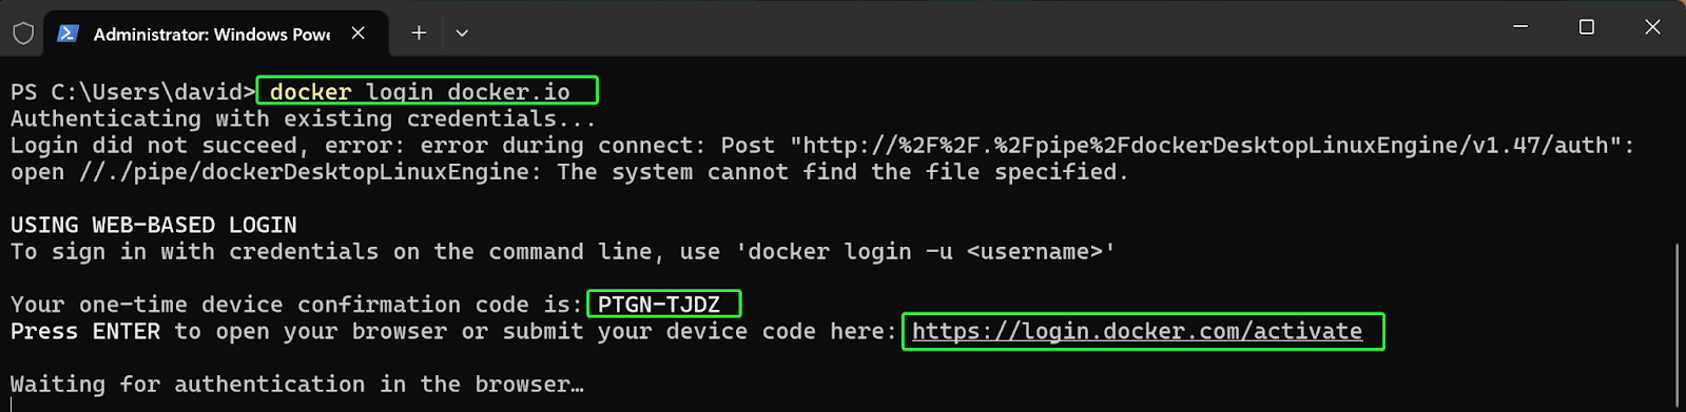 Administrator: Windows Powe
PS C:\Users\david> docker login docker.io
Authenticating with existing credentials...
Login did not succeed, error: error during connect: Post "http://%2F%2F.%2Fpipe%2FdockerDesktopLinuxEngine/v1.47/auth":
open //./pipe/dockerDesktopLinuxEngine: The system cannot find the file specified.
USING WEB-BASED LOGIN
To sign in with credentials on the command line, use 'docker login -u <username>'
Your one-time device confirmation code is: PTGN-TJDZ
Press ENTER to open your browser or submit your device code here: https://login.docker.com/activate
Waiting for authentication in the browser…